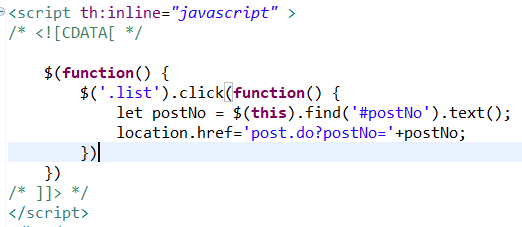 <script th:inline="javascript" >
/* <![CDATA[ */
$(function() {
$('.list').click(function() {
let postNo = $(this).find('#postNo').text();
location.href='post.do?postNo='+postNo;
})
})
/* ]]> */
</script>